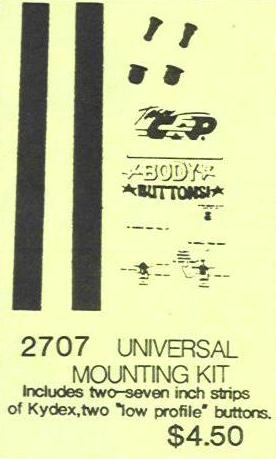 BODY
BUTTONS!
2707 UNIVERSAL
MOUNTING KIT
Includes two-seven inch strips
of Kydex,two "low profile" buttons.
$4.50